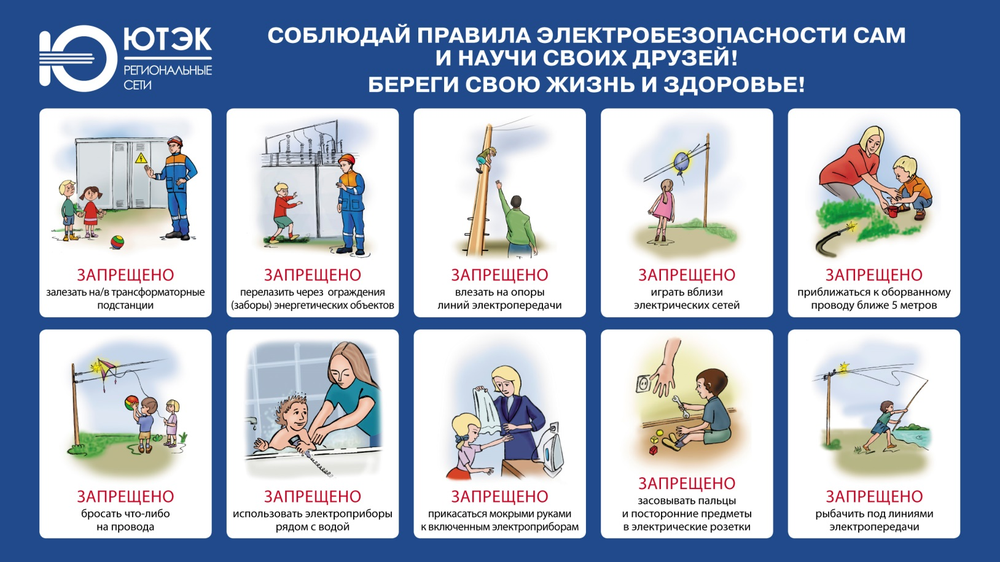 ЮТЭК
РЕГИОНАЛЬНЫЕ
СЕТИ
СОБЛЮДАЙ ПРАВИЛА ЭЛЕКТРОБЕЗОПАСНОСТИ САМ
И НАУЧИ СВОИХ ДРУЗЕЙ!
БЕРЕГИ СВОЮ ЖИЗНЬ И ЗДОРОВЬЕ!
ЗАПРЕЩЕНО
залезать на/в трансформаторные
подстанции
ЗАПРЕЩЕНО
перелазить через ограждения
(заборы) энергетических объектов
ЗАПРЕЩЕНО
влезать на опоры
линий электропередачи
ЗАПРЕЩЕНО
играть вблизи
электрических сетей
ЗАПРЕЩЕНО
приближаться к оборванному
проводу ближе 5 метров
ЗАПРЕЩЕНО
бросать что-либо
на провода
ЗАПРЕЩЕНО
использовать электроприборы
рядом с водой
ЗАПРЕЩЕНО
прикасаться мокрыми руками
к включенным электроприборам
ЗАПРЕЩЕНО
засовывать пальцы
и посторонние предметы
в электрические розетки
ЗАПРЕЩЕНО
рыбачить под линиями
электропередачи